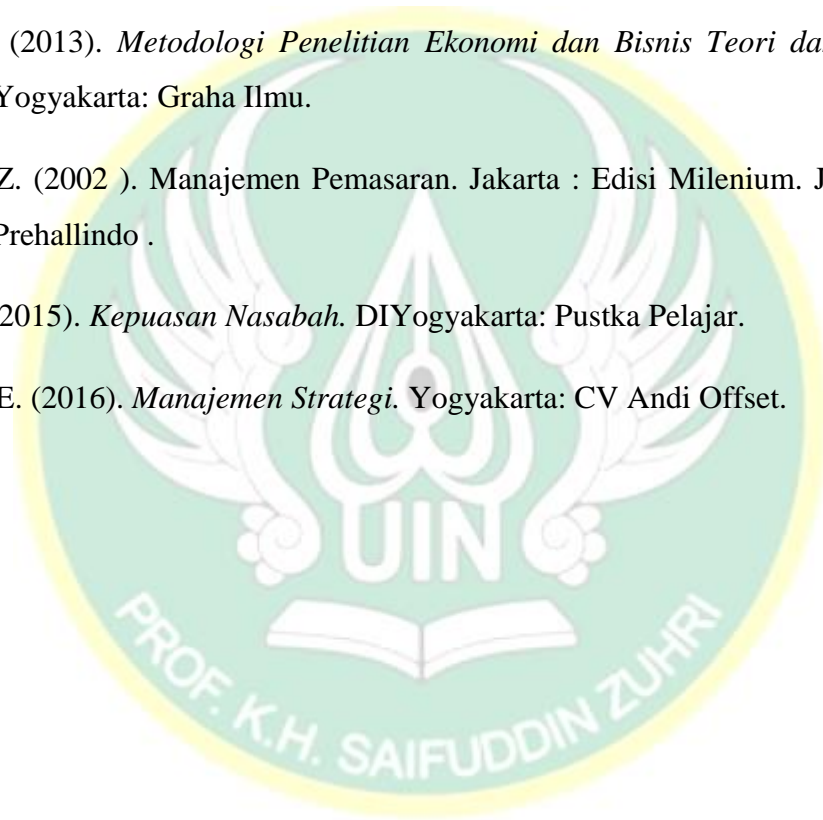 (2013). Metodologi Penelitian Ekonomi dan Bisnis Teori da
Yogyakarta: Graha Ilmu.
Z. (2002 ). Manajemen Pemasaran. Jakarta : Edisi Milenium. J
Prehallindo .
2015). Kepuasan Nasabah. DIYogyakarta: Pustka Pelajar.
E. (2016). Manajemen Strategi. Yogyakarta: CV Andi Offset.
UIN
PROF. K.H. SAIFUDDIN ZUHRI